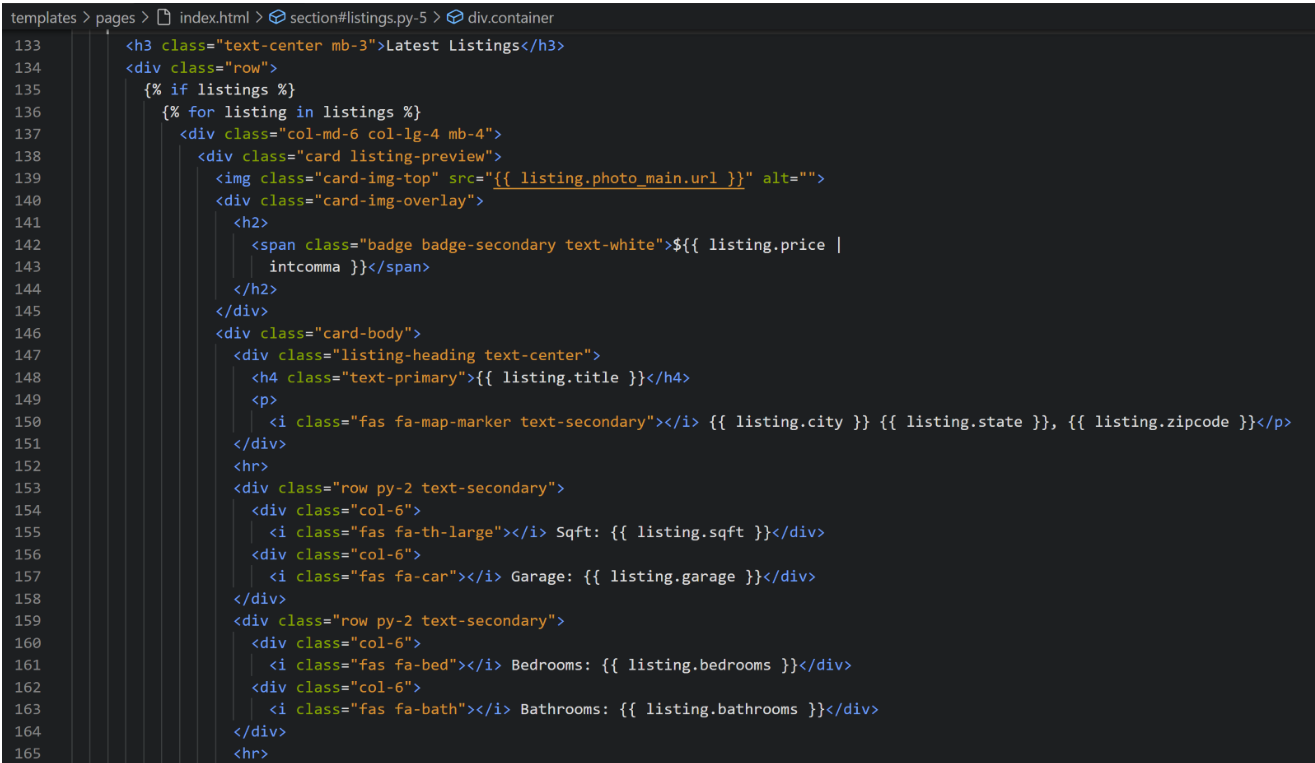 templates > pages > index.html > section#listings.py-5 > div.container
133 <h3 class="text-center mb-3">Latest Listings</h3>
134 <div class="row">
135 {% if listings %}
136 {% for listing in listings %}
137 <div class="col-md-6 col-lg-4 mb-4">
138 <div class="card listing-preview">
139 <img class="card-img-top" src="{{ listing.photo_main.url }}" alt="">
140 <div class="card-img-overlay">
141 <h2>
142 <span class="badge badge-secondary text-white">${{ listing.price |
143 intcomma }}</span>
144 </h2>
145 </div>
146 <div class="card-body">
147 <div class="listing-heading text-center">
148 <h4 class="text-primary">{{ listing.title }}</h4>
149 <p>
150 <i class="fas fa-map-marker text-secondary"></i> {{ listing.city }} {{ listing.state }}, {{ listing.zipcode }}</p>
151 </div>
152 <hr>
153 <div class="row py-2 text-secondary">
154 <div class="col-6">
155 <i class="fas fa-th-large"></i> Sqft: {{ listing.sqft }}</div>
156 <div class="col-6">
157 <i class="fas fa-car"></i> Garage: {{ listing.garage }}</div>
158 </div>
159 <div class="row py-2 text-secondary">
160 <div class="col-6">
161 <i class="fas fa-bed"></i> Bedrooms: {{ listing.bedrooms }}</div>
162 <div class="col-6">
163 <i class="fas fa-bath"></i> Bathrooms: {{ listing.bathrooms }}</div>
164 </div>
165 <hr>